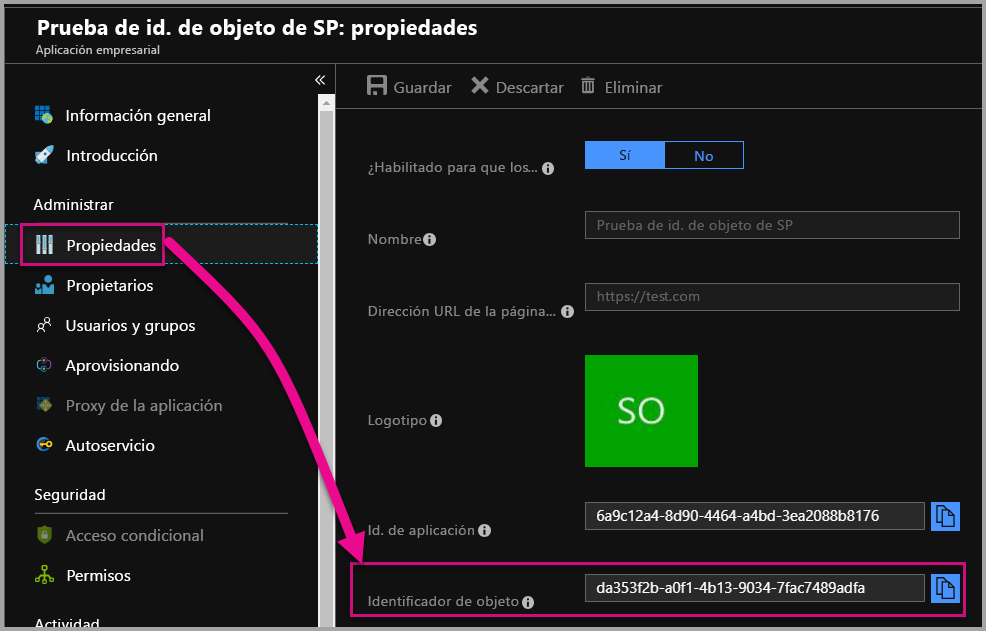 Prueba de id. de objeto de SP: propiedades
Aplicación empresarial
«
Información general
Introducción
Administrar
Propiedades
Propietarios
Usuarios y grupos
Aprovisionando
Proxy de la aplicación
Autoservicio
Seguridad
Acceso condicional
Permisos
Actividad
Guardar Descartar Eliminar
¿Habilitado para que los... Sí No
Nombre Prueba de id. de objeto de SP
Dirección URL de la página... https://test.com
Logotipo SO
Id. de aplicación 6a9c12a4-8d90-4464-a4bd-3ea2088b8176
Identificador de objeto da353f2b-a0f1-4b13-9034-7fac7489adfa